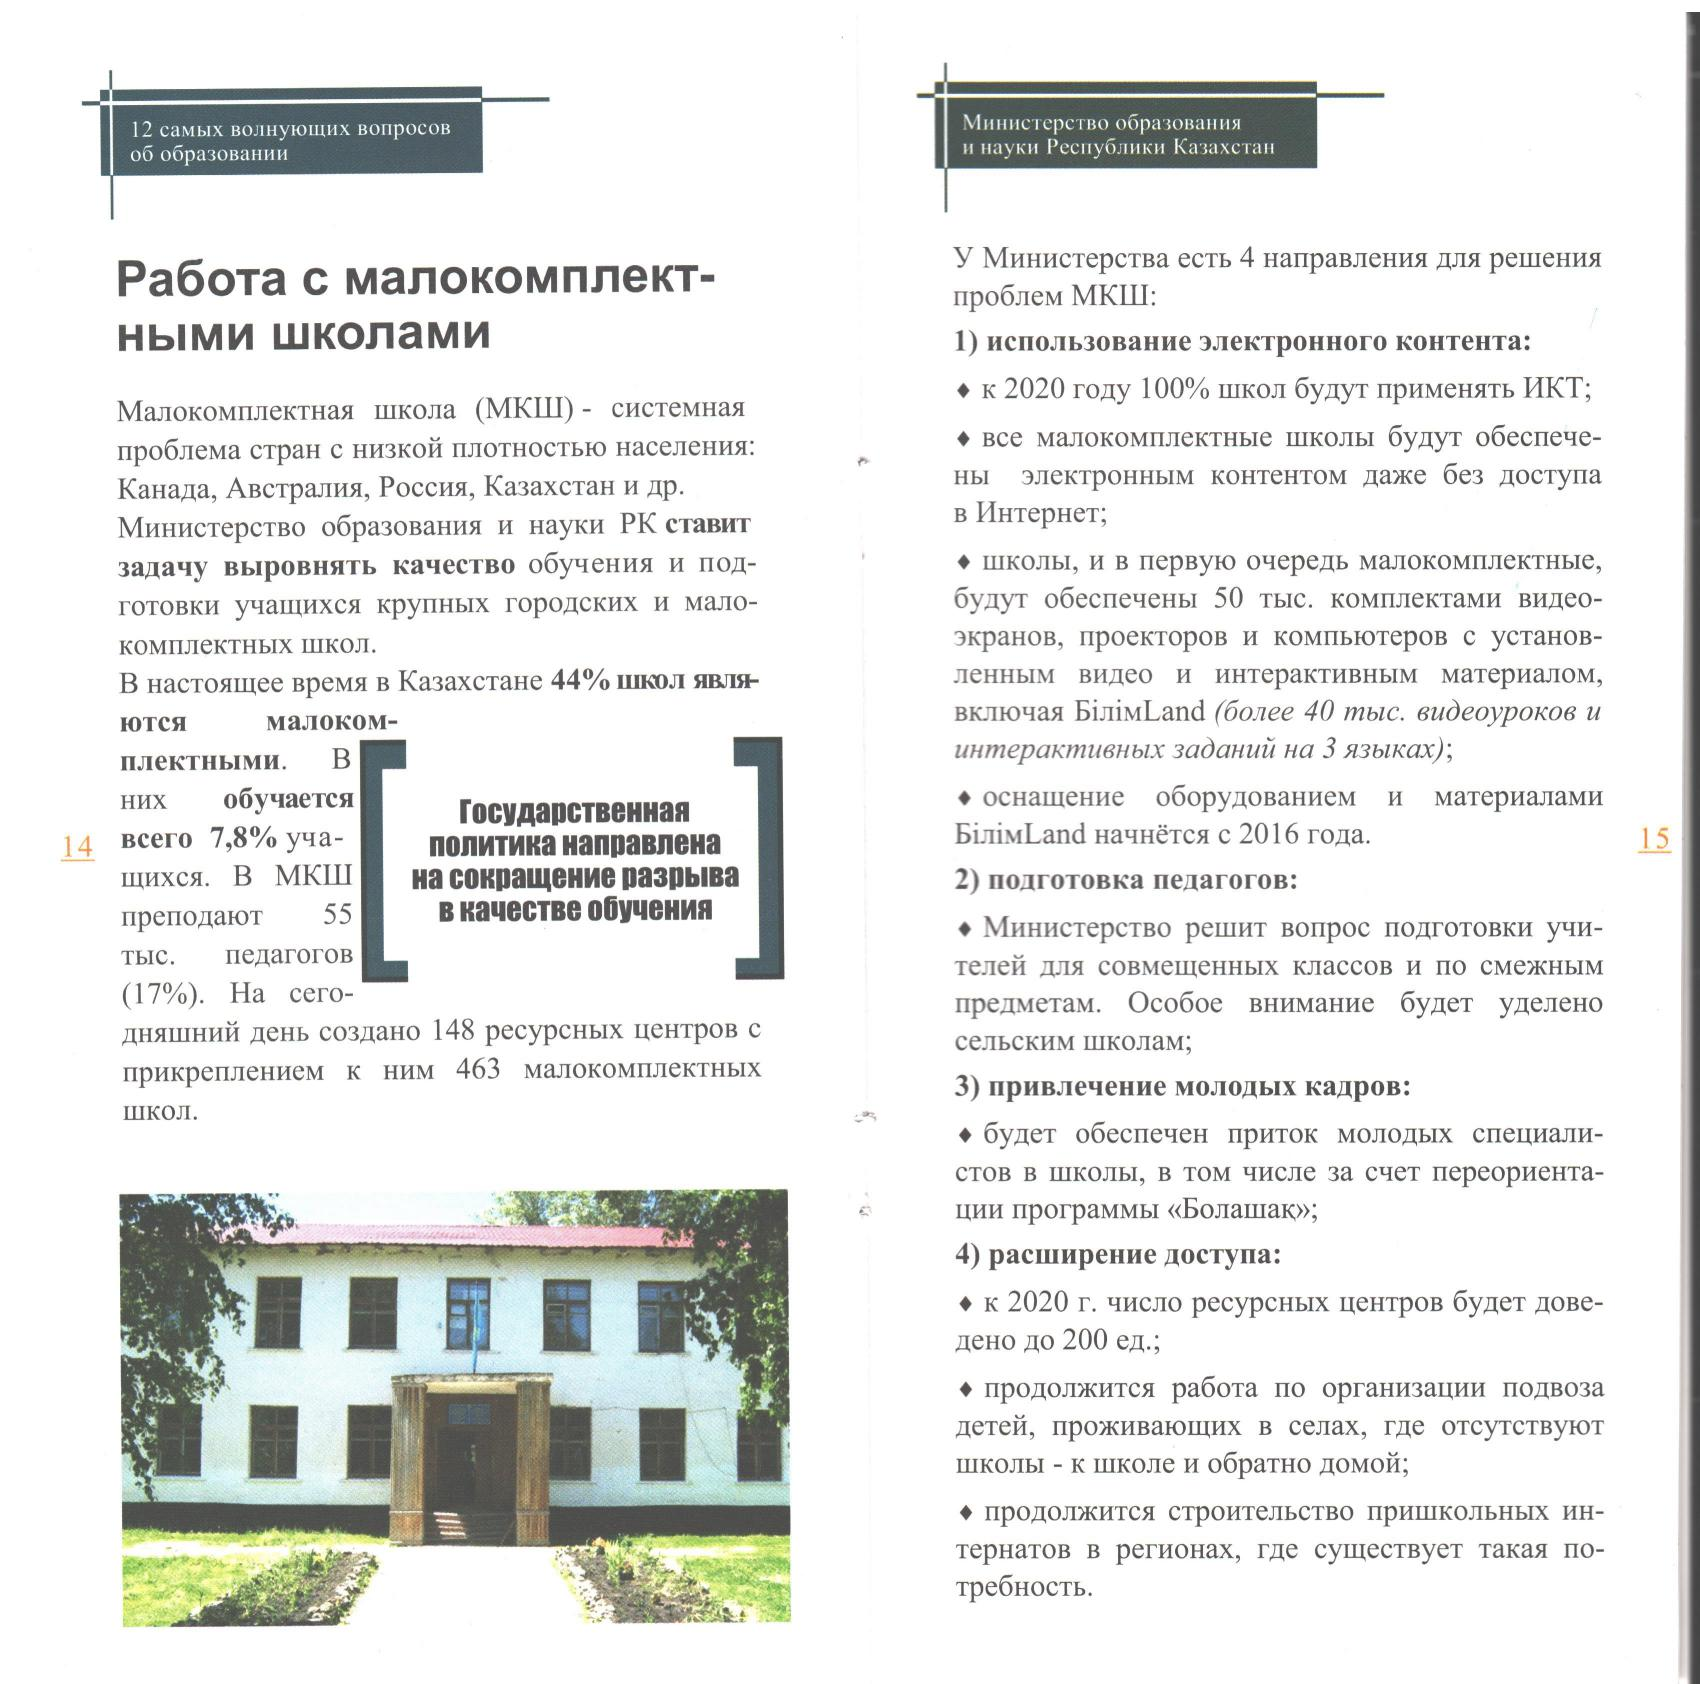 12 самых волнующих вопросов
об образовании
Работа с малокомплект-
ными школами
Малокомплектная школа (МКШ) - системная
проблема стран с низкой плотностью населения:
Канада, Австралия, Россия, Казахстан и др.
Министерство образования и науки РК ставит
задачу выровнять качество обучения и под-
готовки учащихся крупных городских и мало-
комплектных школ.
В настоящее время в Казахстане 44% школ явля-
ются малоком-
плектными. В
них обучается
всего 7,8% уча-
щихся. В МКШ
преподают 55
тыс. педагогов
(17%). На сего-
дняшний день создано 148 ресурсных центров с
прикреплением к ним 463 малокомплектных
школ.
Государственная
политика направлена
на сокращение разрыва
в качестве обучения
14
Министерство образования
и науки Республики Казахстан
У Министерства есть 4 направления для решения
проблем МКШ:
1) использование электронного контента:
♦ к 2020 году 100% школ будут применять ИКТ;
♦ все малокомплектные школы будут обеспече-
ны электронным контентом даже без доступа
в Интернет;
♦ школы, и в первую очередь малокомплектные,
будут обеспечены 50 тыс. комплектами видео-
экранов, проекторов и компьютеров с установ-
ленным видео и интерактивным материалом,
включая БілімLand (более 40 тыс. видеоуроков и
интерактивных заданий на 3 языках);
♦ оснащение оборудованием и материалами
БілімLand начнётся с 2016 года.
2) подготовка педагогов:
♦ Министерство решит вопрос подготовки учи-
телей для совмещенных классов и по смежным
предметам. Особое внимание будет уделено
сельским школам;
3) привлечение молодых кадров:
♦ будет обеспечен приток молодых специали-
стов в школы, в том числе за счет переориента-
ции программы «Болашақ»;
4) расширение доступа:
♦ к 2020 г. число ресурсных центров будет дове-
дено до 200 ед.;
♦ продолжится работа по организации подвоза
детей, проживающих в селах, где отсутствуют
школы - к школе и обратно домой;
♦ продолжится строительство пришкольных ин-
тернатов в регионах, где существует такая по-
требность.
15